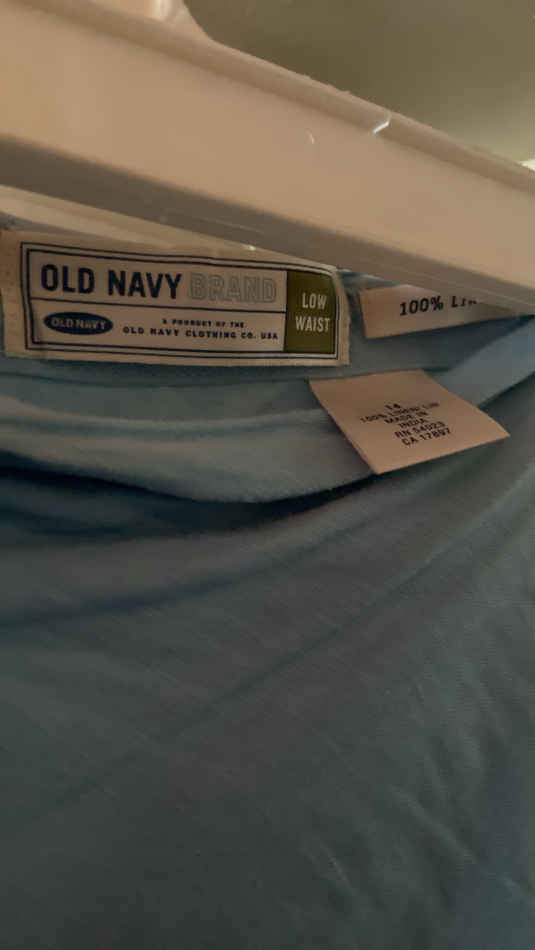 OLD NAVY BRAND
OLD NAVY
A PRODUCT OF THE
OLD NAVY CLOTHING CO. USA
LOW
WAIST
100%
14
100% LINEN/ LIN
MADE IN
INDIA
RN 54023
CA 17897